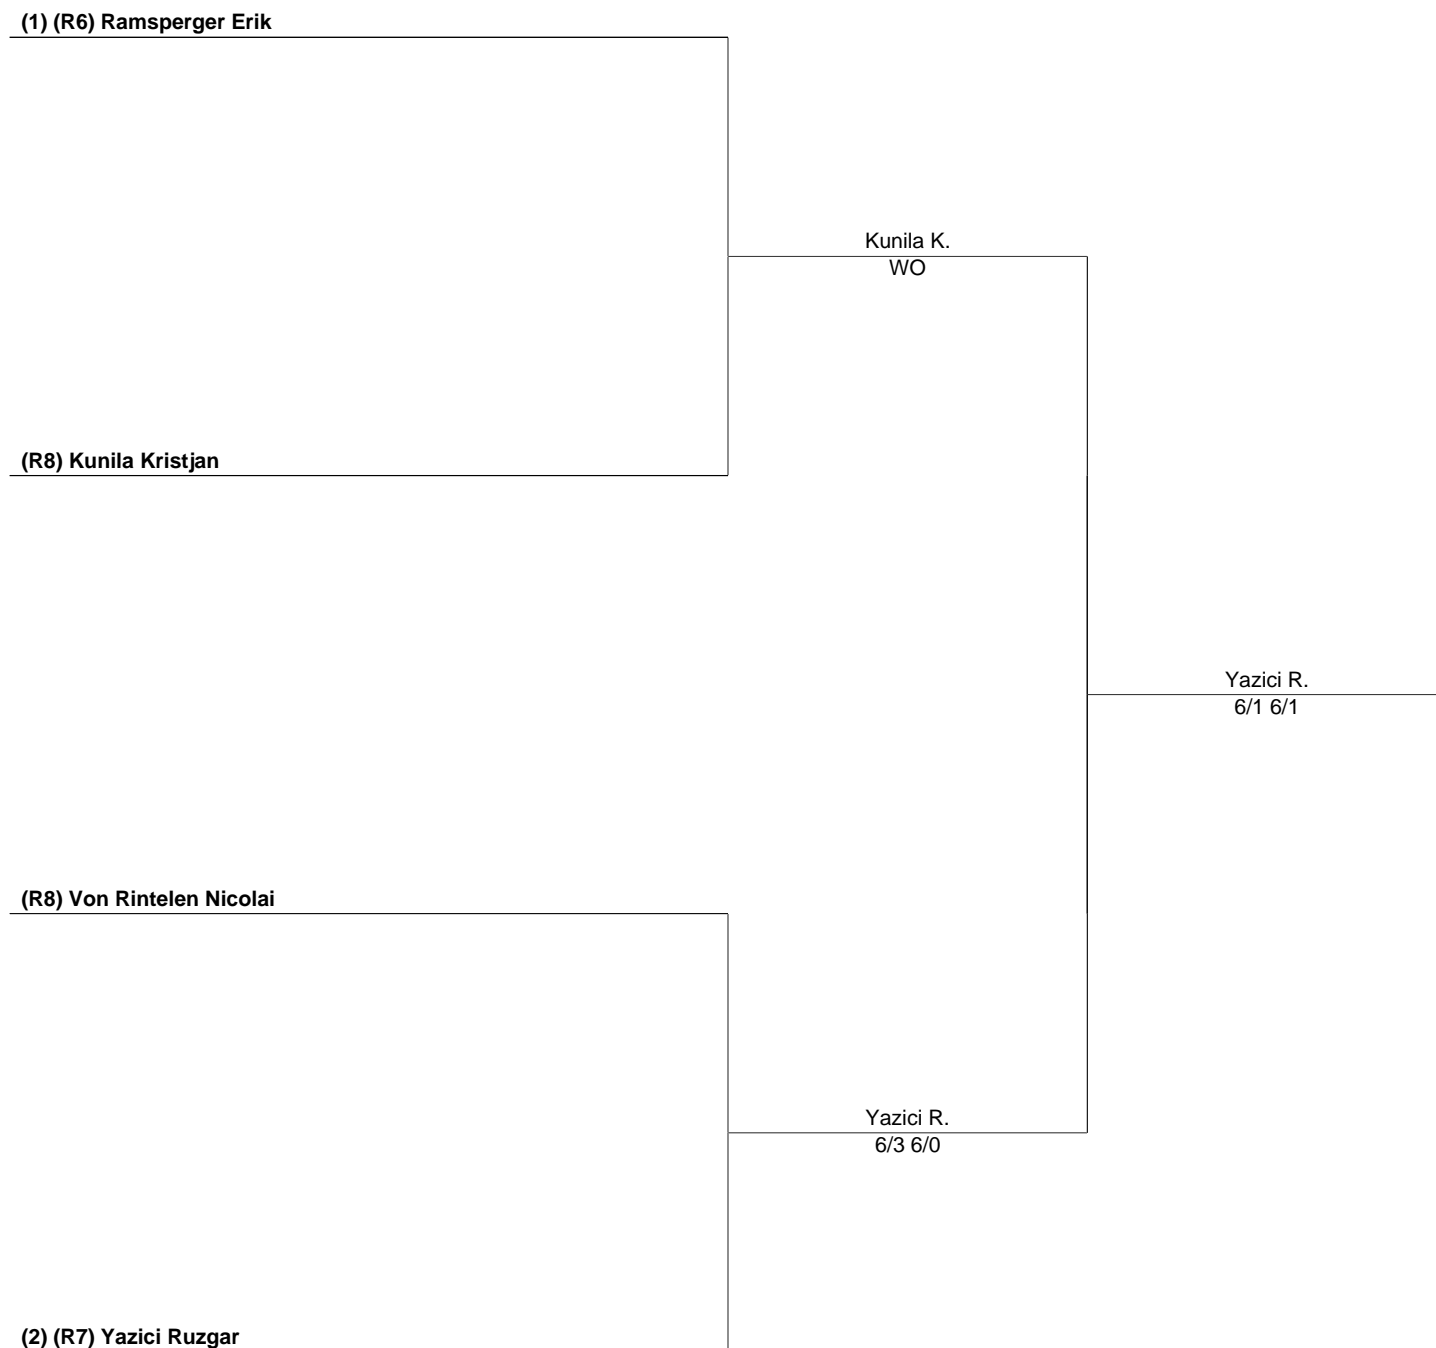 (1) (R6) Ramsperger Erik
Kunila K.
WO
(R8) Kunila Kristjan
Yazici R.
6/1 6/1
(R8) Von Rintelen Nicolai
Yazici R.
6/3 6/0
(2) (R7) Yazici Ruzgar